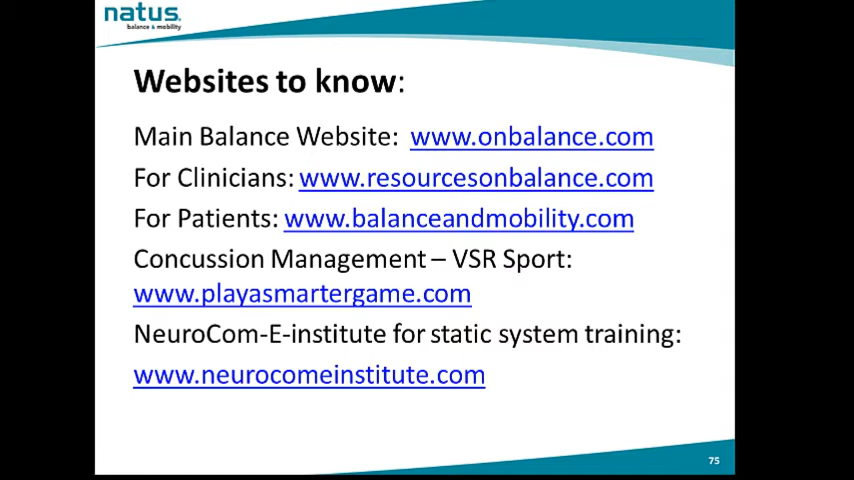 natus.
balance & mobility
Websites to know:
Main Balance Website: www.onbalance.com
For Clinicians: www.resourcesonbalance.com
For Patients: www.balanceandmobility.com
Concussion Management – VSR Sport:
www.playasmartergame.com
NeuroCom-E-institute for static system training:
www.neurocomeinstitute.com
75